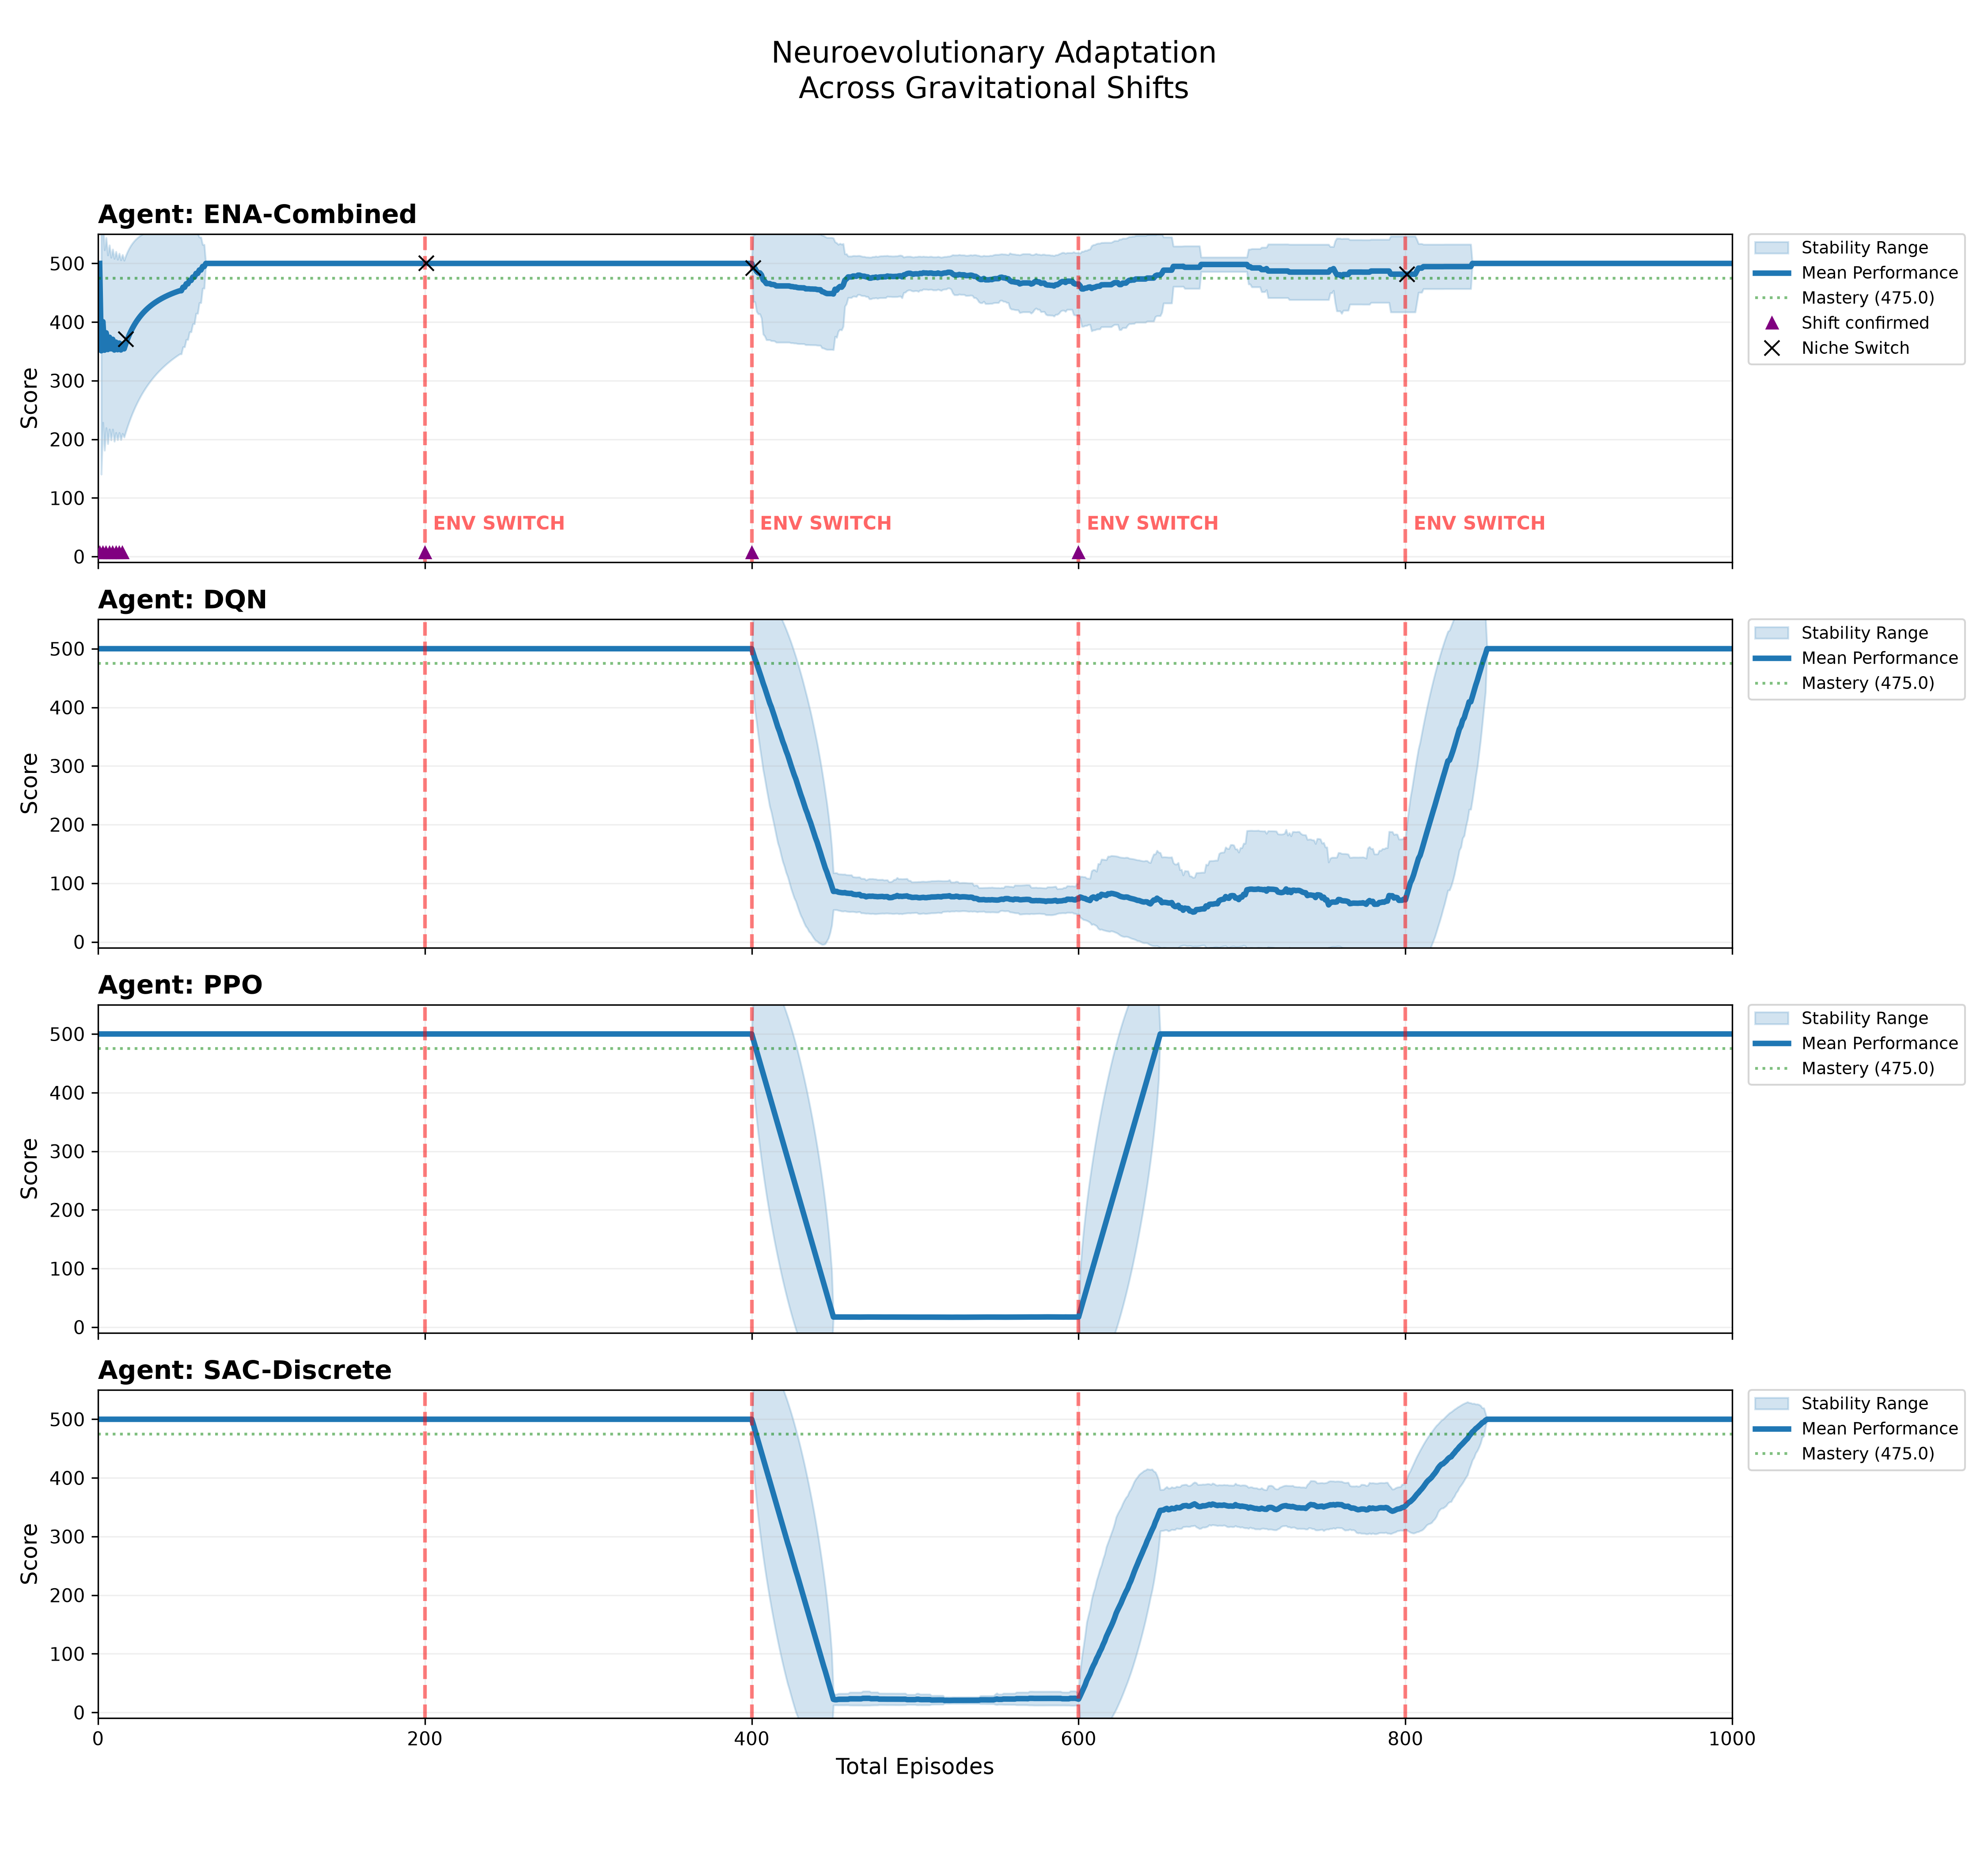 Neuroevolutionary Adaptation
Across Gravitational Shifts
Agent: ENA-Combined
Score
500
400
300
200
100
0
ENV SWITCH
ENV SWITCH
ENV SWITCH
ENV SWITCH
Stability Range
Mean Performance
Mastery (475.0)
Shift confirmed
Niche Switch
Agent: DQN
Score
500
400
300
200
100
0
Stability Range
Mean Performance
Mastery (475.0)
Agent: PPO
Score
500
400
300
200
100
0
Stability Range
Mean Performance
Mastery (475.0)
Agent: SAC-Discrete
Score
500
400
300
200
100
0
Stability Range
Mean Performance
Mastery (475.0)
0 200 400 600 800 1000
Total Episodes